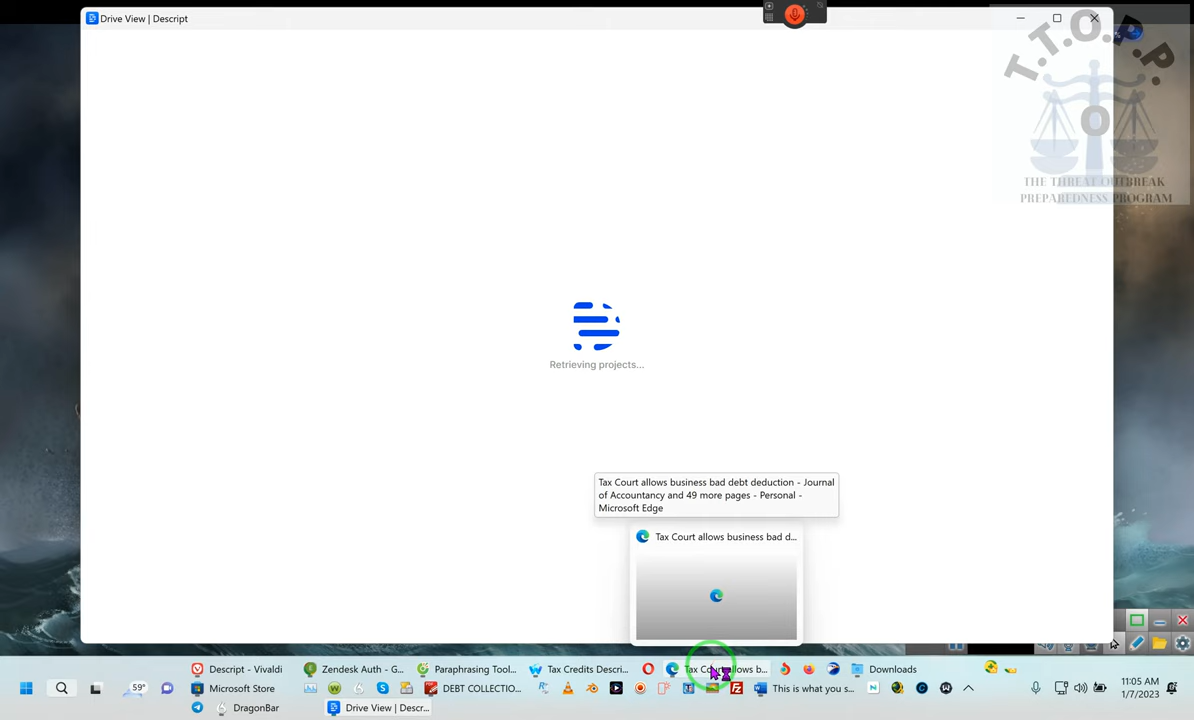 Drive View | Descript
T.T.O.P.P.
O
THE THREAT OUTBREAK
PREPAREDNESS PROGRAM
Retrieving projects...
Tax Court allows business bad debt deduction - Journal
of Accountancy and 49 more pages - Personal -
Microsoft Edge
Tax Court allows business bad d...
Descript - Vivaldi
Zendesk Auth - G...
Paraphrasing Tool...
Tax Credits Descri...
Tax Court allows b...
Downloads
59°
Microsoft Store
DEBT COLLECTIO...
This is what you s...
11:05 AM
1/7/2023
DragonBar
Drive View | Descr...